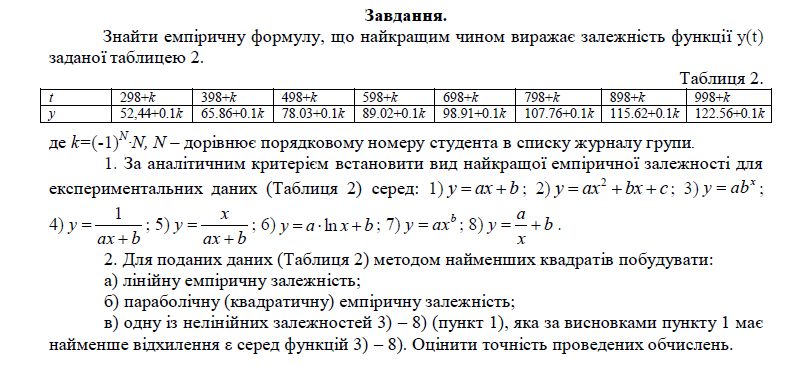 Завдання.
Знайти емпіричну формулу, що найкращим чином виражає залежність функції y(t)
заданої таблицею 2.
Таблиця 2.
t 298+k 398+k 498+k 598+k 698+k 798+k 898+k 998+k
y 52,44+0.1k 65.86+0.1k 78.03+0.1k 89.02+0.1k 98.91+0.1k 107.76+0.1k 115.62+0.1k 122.56+0.1k
де k=(-1)^N·N, N – дорівнює порядковому номеру студента в списку журналу групи.
1. За аналітичним критерієм встановити вид найкращої емпіричної залежності для
експериментальних даних (Таблиця 2) серед: 1) y = ax + b ; 2) y = ax² + bx + c ; 3) y = ab^x ;
4) y = 1/(ax + b) ; 5) y = x/(ax + b) ; 6) y = a · ln x + b ; 7) y = ax^b ; 8) y = a/x + b .
2. Для поданих даних (Таблиця 2) методом найменших квадратів побудувати:
а) лінійну емпіричну залежність;
б) параболічну (квадратичну) емпіричну залежність;
в) одну із нелінійних залежностей 3) – 8) (пункт 1), яка за висновками пункту 1 має
найменше відхилення ε серед функцій 3) – 8). Оцінити точність проведених обчислень.